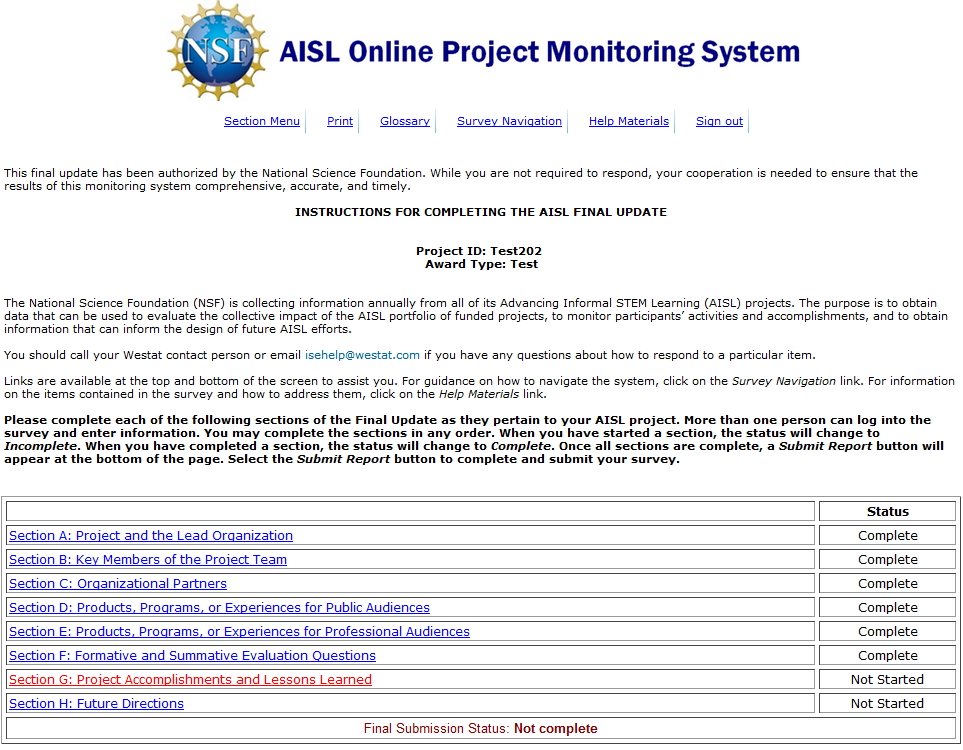 NSF
AISL Online Project Monitoring System
Section Menu Print Glossary Survey Navigation Help Materials Sign out
This final update has been authorized by the National Science Foundation. While you are not required to respond, your cooperation is needed to ensure that the
results of this monitoring system comprehensive, accurate, and timely.
INSTRUCTIONS FOR COMPLETING THE AISL FINAL UPDATE
Project ID: Test202
Award Type: Test
The National Science Foundation (NSF) is collecting information annually from all of its Advancing Informal STEM Learning (AISL) projects. The purpose is to obtain
data that can be used to evaluate the collective impact of the AISL portfolio of funded projects, to monitor participants’ activities and accomplishments, and to obtain
information that can inform the design of future AISL efforts.
You should call your Westat contact person or email isehelp@westat.com if you have any questions about how to respond to a particular item.
Links are available at the top and bottom of the screen to assist you. For guidance on how to navigate the system, click on the Survey Navigation link. For information
on the items contained in the survey and how to address them, click on the Help Materials link.
Please complete each of the following sections of the Final Update as they pertain to your AISL project. More than one person can log into the
survey and enter information. You may complete the sections in any order. When you have started a section, the status will change to
Incomplete. When you have completed a section, the status will change to Complete. Once all sections are complete, a Submit Report button will
appear at the bottom of the page. Select the Submit Report button to complete and submit your survey.
Status
Section A: Project and the Lead Organization Complete
Section B: Key Members of the Project Team Complete
Section C: Organizational Partners Complete
Section D: Products, Programs, or Experiences for Public Audiences Complete
Section E: Products, Programs, or Experiences for Professional Audiences Complete
Section F: Formative and Summative Evaluation Questions Complete
Section G: Project Accomplishments and Lessons Learned Not Started
Section H: Future Directions Not Started
Final Submission Status: Not complete